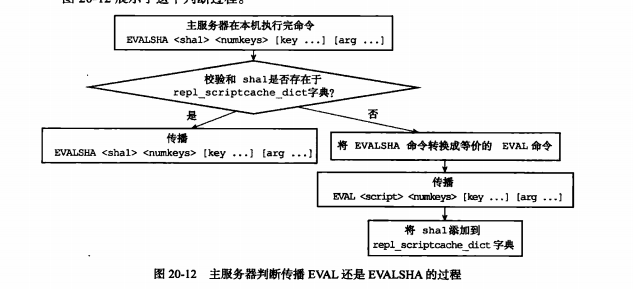 图 20-12 展示了这个判断过程。
主服务器在本机执行完命令
EVALSHA <sha1> <numkeys> [key ...] [arg ...]
校验和 sha1是否存在于
repl_scriptcache_dict字典?
是
否
传播
EVALSHA <sha1> <numkeys> [key ...] [arg ...]
将 EVALSHA 命令转换成等价的 EVAL 命令
传播
EVAL <script> <numkeys> [key ...] [arg ...]
将 sha1添加到
repl_scriptcache_dict 字典
图 20-12 主服务器判断传播 EVAL 还是 EVALSHA 的过程